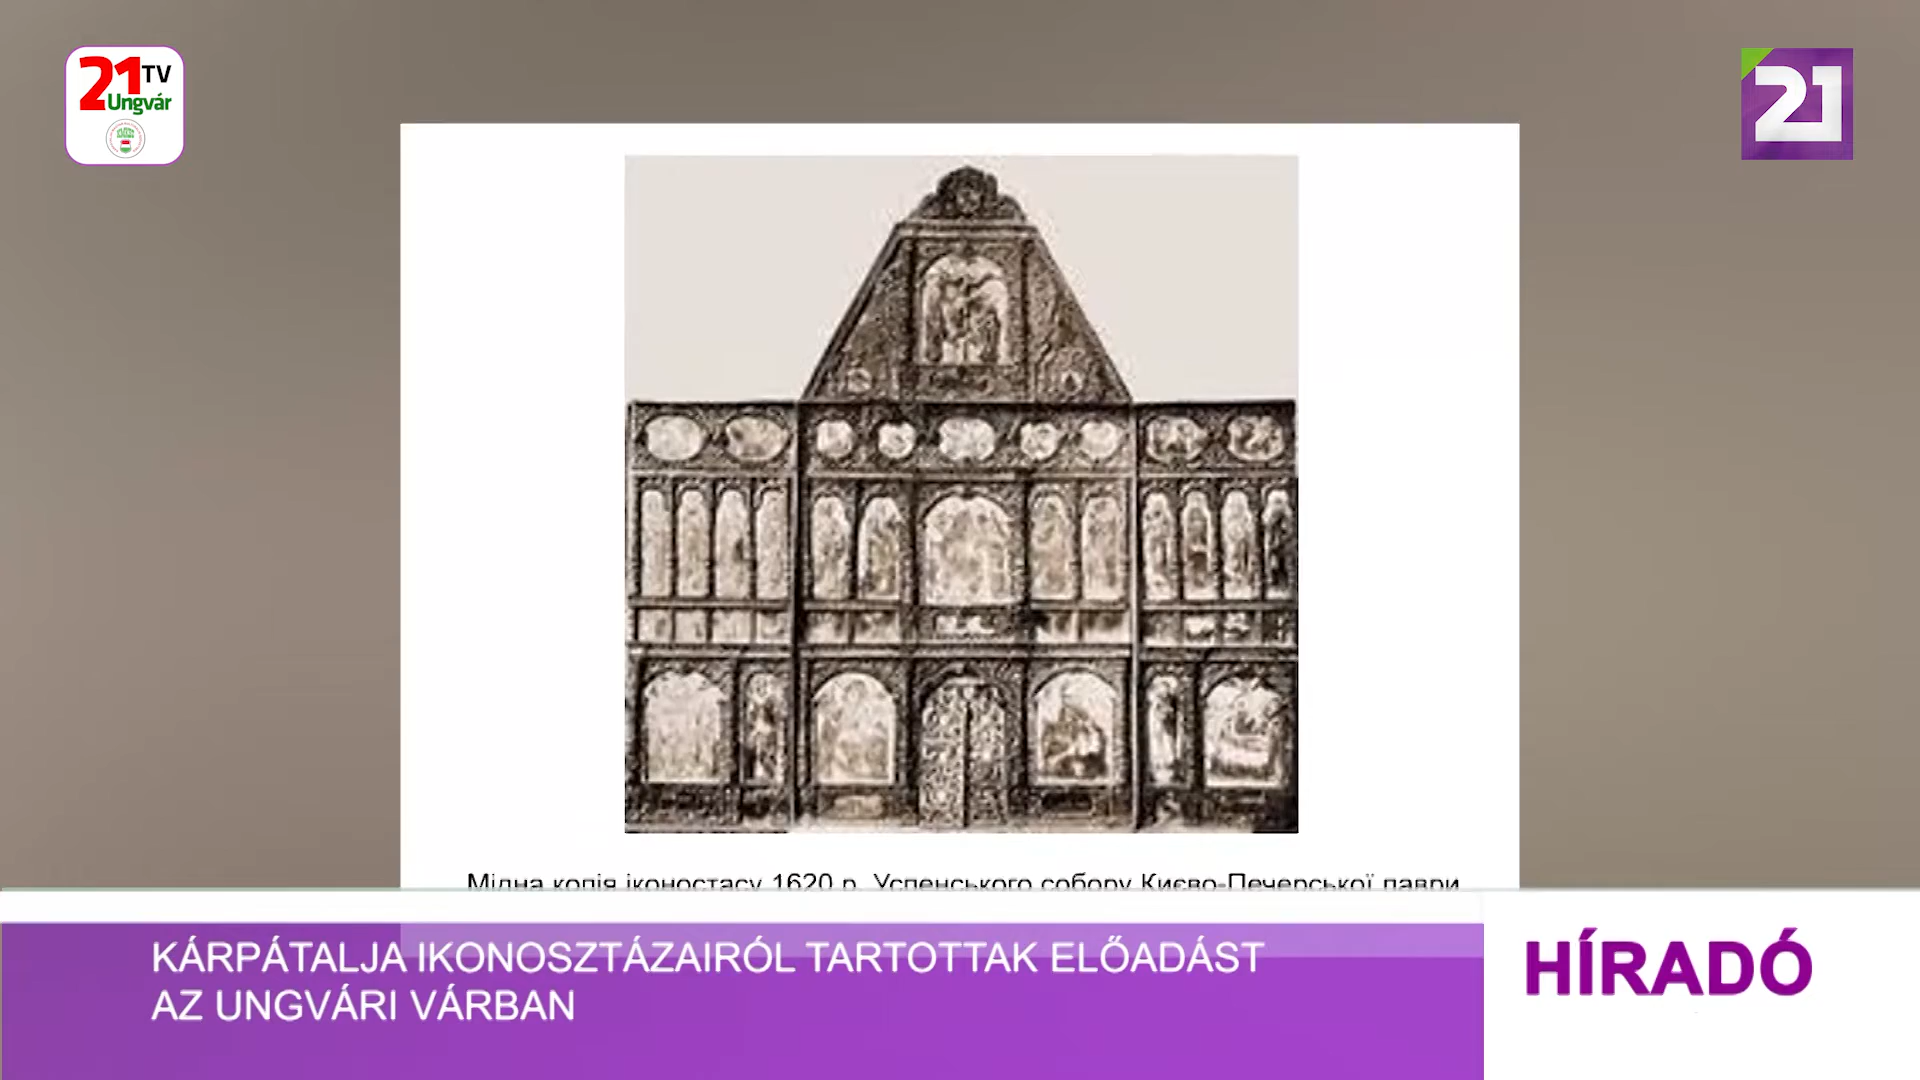 21 TV
Ungvár
21
Мідна копія іконостасу 1620 р. Успенського собору Києво-Печерської лаври
KÁRPÁTALJA IKONOSZTÁZAIRÓL TARTOTTAK ELŐADÁST
AZ UNGVÁRI VÁRBAN
HÍRADÓ